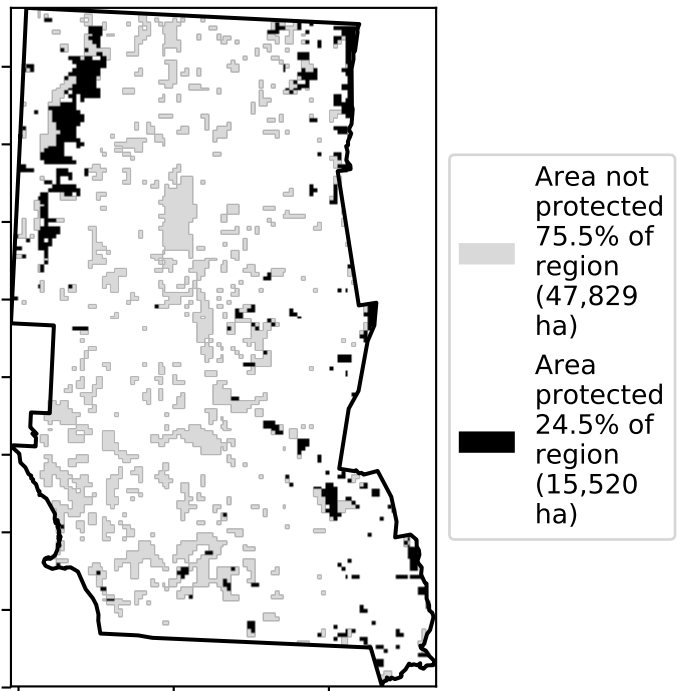 Area not
protected
75.5% of
region
(47,829
ha)
Area
protected
24.5% of
region
(15,520
ha)